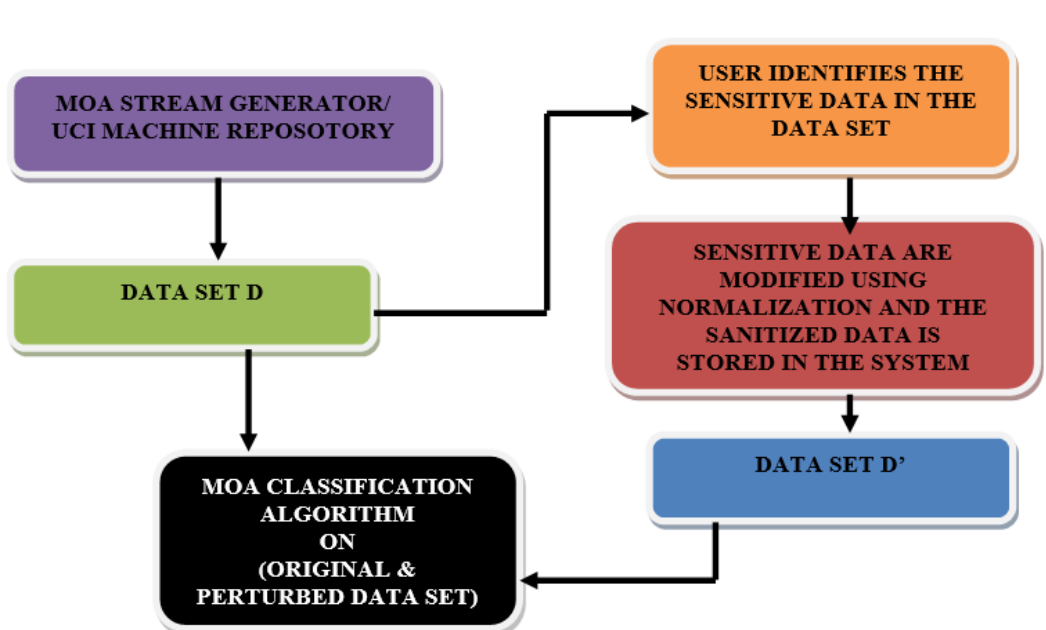 MOA STREAM GENERATOR/
UCI MACHINE REPOSOTORY
DATA SET D
USER IDENTIFIES THE
SENSITIVE DATA IN THE
DATA SET
SENSITIVE DATA ARE
MODIFIED USING
NORMALIZATION AND THE
SANITIZED DATA IS
STORED IN THE SYSTEM
DATA SET D’
MOA CLASSIFICATION
ALGORITHM
ON
(ORIGINAL &
PERTURBED DATA SET)